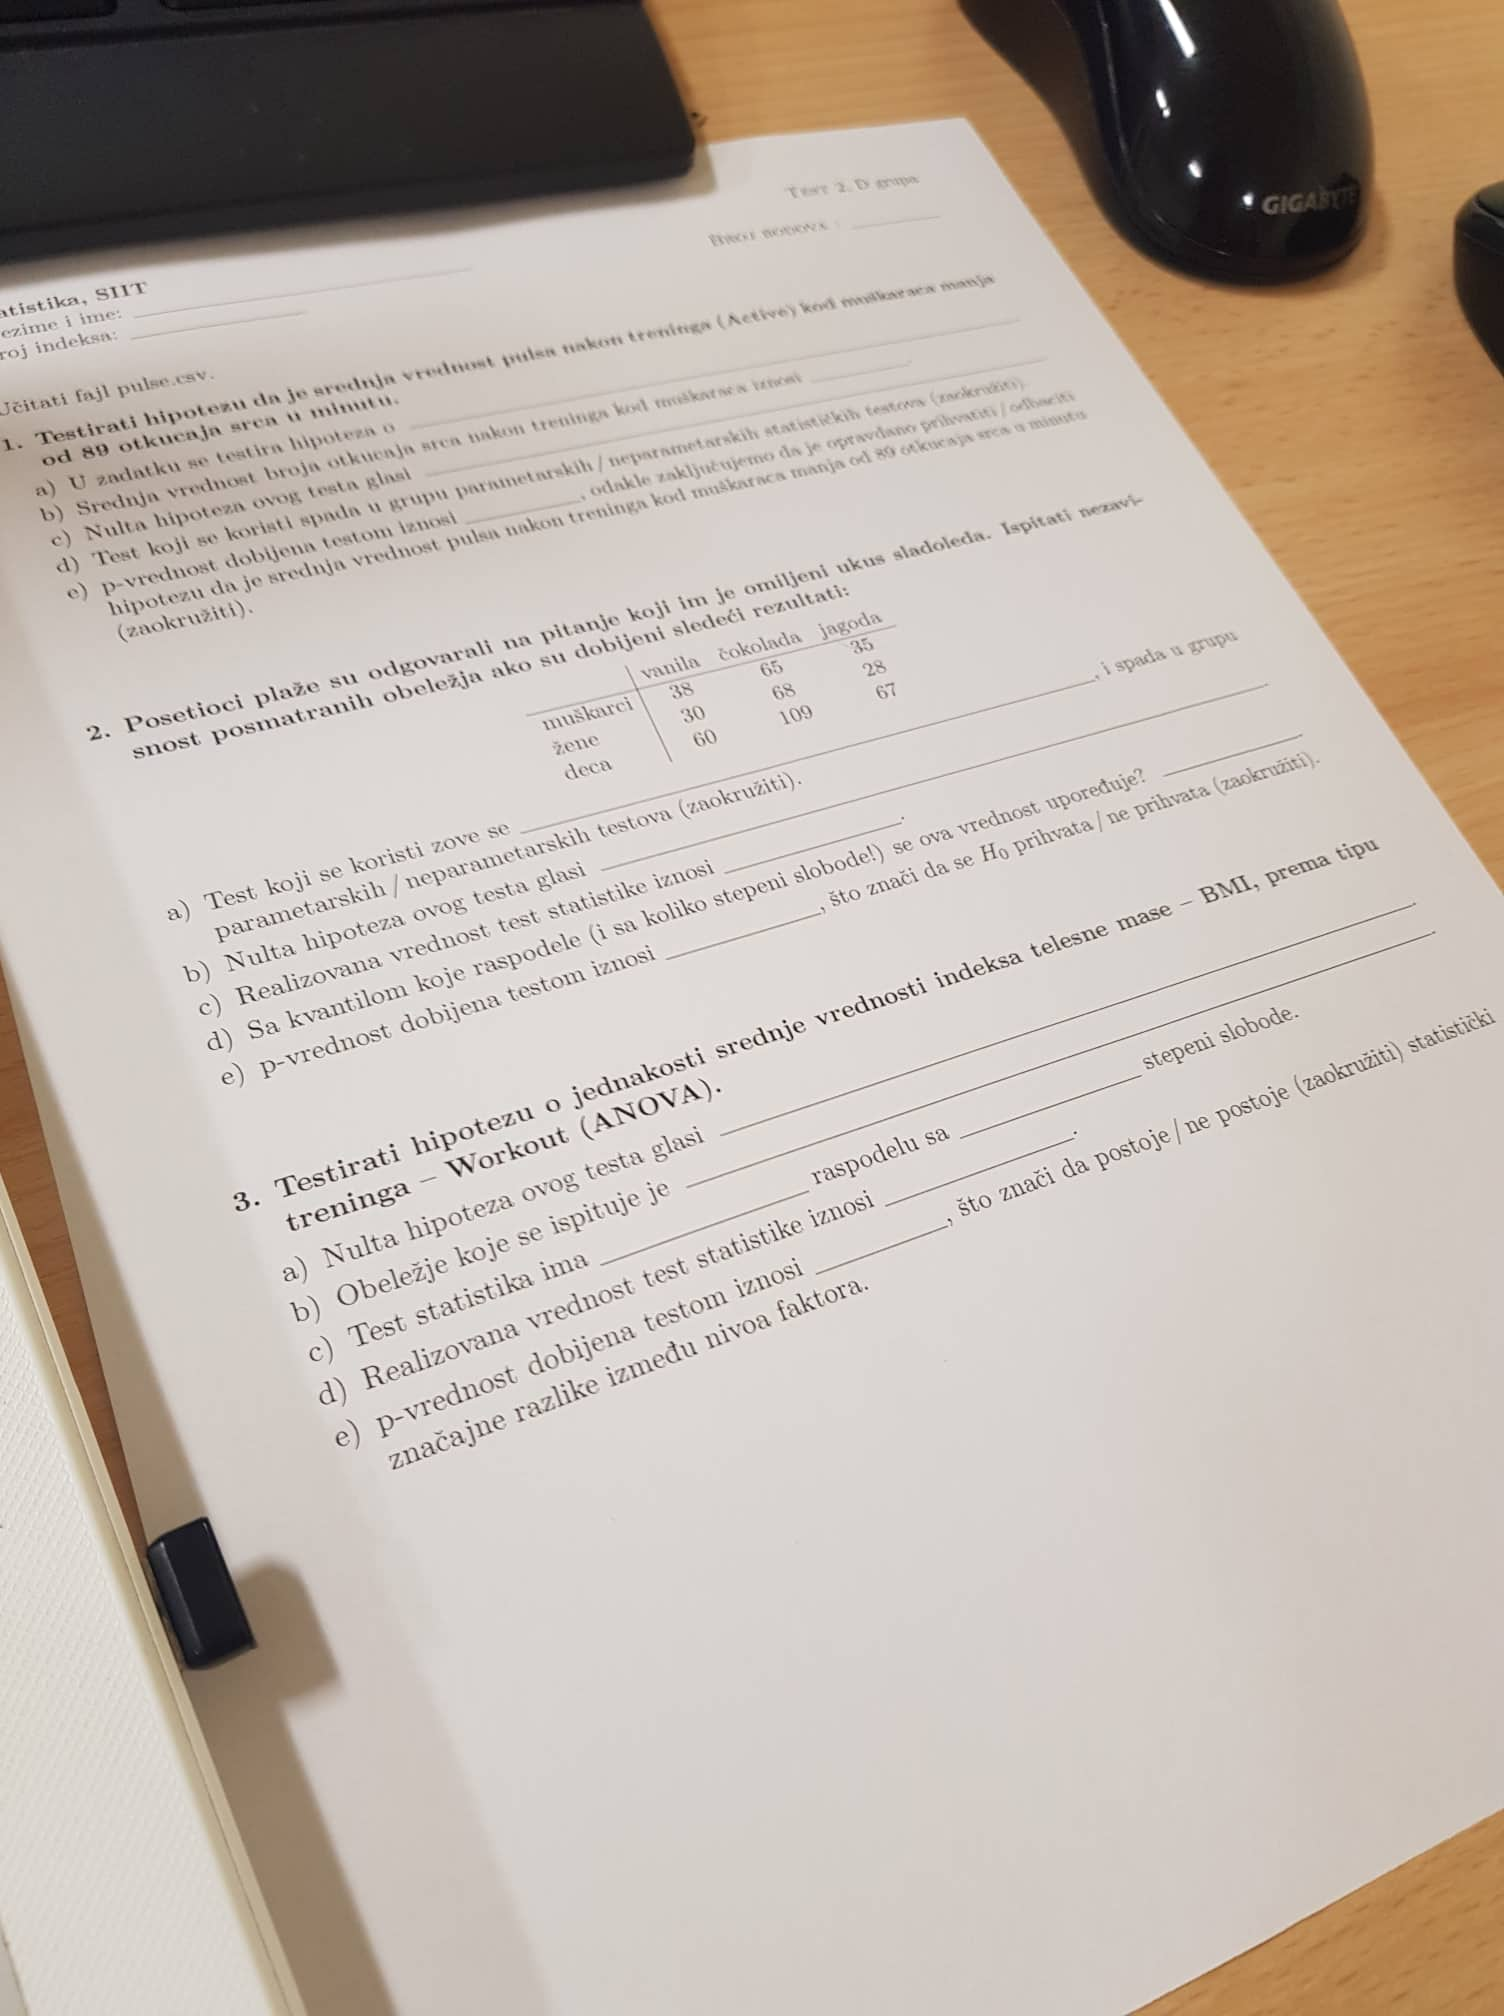 Test 2. D grupa
Broj bodova :
atistika, SIIT
ezime i ime:
roj indeksa:
Učitati fajl pulse.csv.
1. Testirati hipotezu da je srednja vrednost pulsa nakon treninga (Active) kod muškaraca manja
od 89 otkucaja srca u minutu.
a) U zadatku se testira hipoteza o
b) Srednja vrednost broja otkucaja srca nakon treninga kod muškaraca iznosi .
c) Nulta hipoteza ovog testa glasi
d) Test koji se koristi spada u grupu parametarskih / neparametarskih statističkih testova (zaokružiti).
e) p-vrednost dobijena testom iznosi , odakle zaključujemo da je opravdano prihvatiti / odbaciti
hipotezu da je srednja vrednost pulsa nakon treninga kod muškaraca manja od 89 otkucaja srca u minutu
(zaokružiti).
2. Posetioci plaže su odgovarali na pitanje koji im je omiljeni ukus sladoleda. Ispitati nezavi-
snost posmatranih obeležja ako su dobijeni sledeći rezultati:
vanila čokolada jagoda
muškarci 38 65 35
žene 30 68 28
deca 60 109 67
a) Test koji se koristi zove se , i spada u grupu
parametarskih / neparametarskih testova (zaokružiti).
b) Nulta hipoteza ovog testa glasi
c) Realizovana vrednost test statistike iznosi .
d) Sa kvantilom koje raspodele (i sa koliko stepeni slobode!) se ova vrednost upoređuje?
e) p-vrednost dobijena testom iznosi , što znači da se H₀ prihvata / ne prihvata (zaokružiti).
3. Testirati hipotezu o jednakosti srednje vrednosti indeksa telesne mase – BMI, prema tipu
treninga – Workout (ANOVA).
a) Nulta hipoteza ovog testa glasi .
b) Obeležje koje se ispituje je .
c) Test statistika ima raspodelu sa stepeni slobode.
d) Realizovana vrednost test statistike iznosi .
e) p-vrednost dobijena testom iznosi , što znači da postoje / ne postoje (zaokružiti) statistički
značajne razlike između nivoa faktora.
GIGABYTE